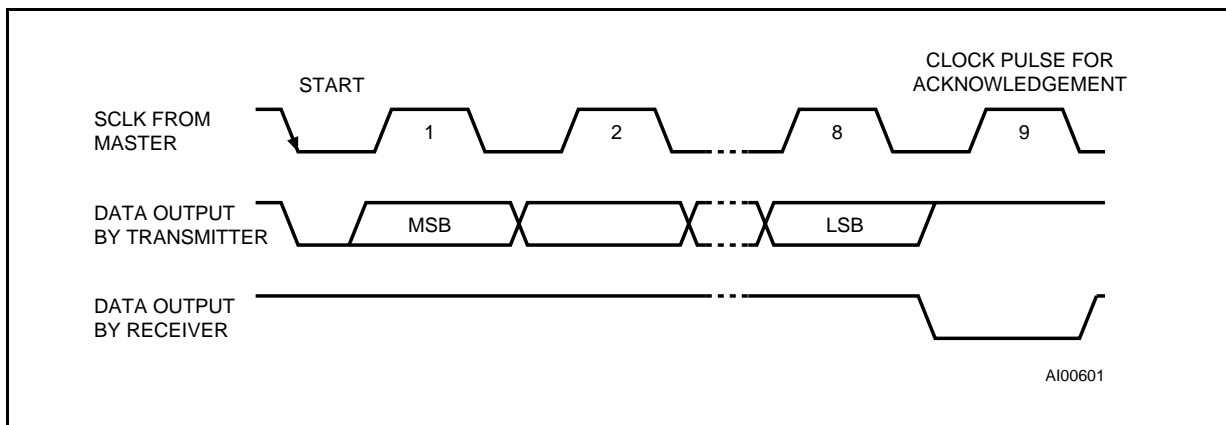 START
CLOCK PULSE FOR
ACKNOWLEDGEMENT
SCLK FROM
MASTER
1
2
8
9
DATA OUTPUT
BY TRANSMITTER
MSB
LSB
DATA OUTPUT
BY RECEIVER
AI00601